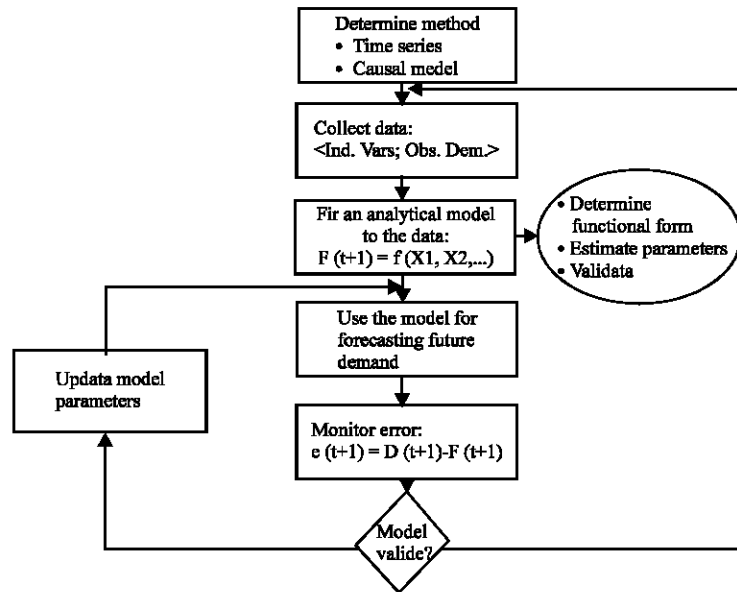 Determine method
• Time series
• Causal medel
Collect data:
<Ind. Vars; Obs. Dem.>
Fir an analytical model
to the data:
F (t+1) = f (X1, X2,...)
• Determine
functional form
• Estimate parameters
• Validata
Use the model for
forecasting future
demand
Updata model
parameters
Monitor error:
e (t+1) = D (t+1)-F (t+1)
Model
valide?